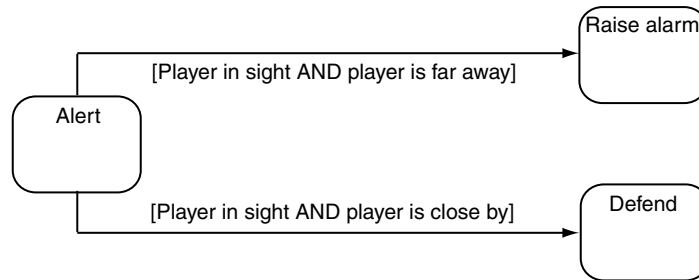 Raise alarm
[Player in sight AND player is far away]
Alert
[Player in sight AND player is close by]
Defend